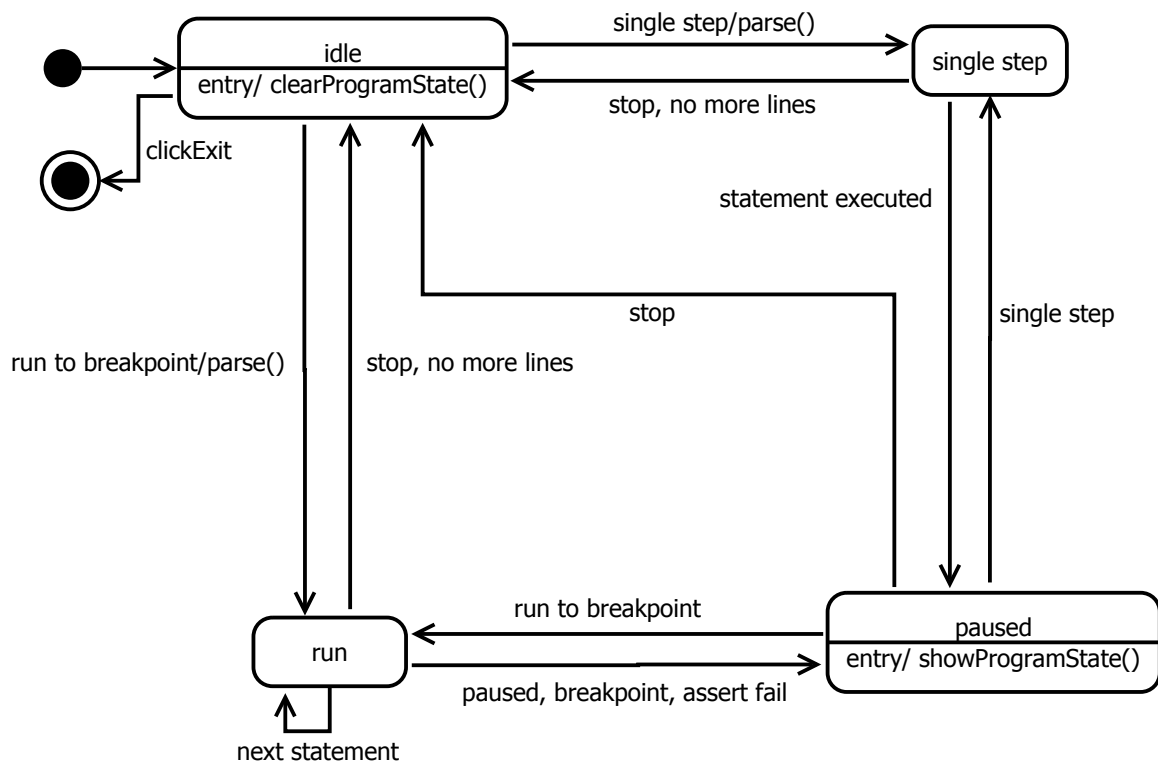 single step/parse()
idle
single step
entry/ clearProgramState()
stop, no more lines
clickExit
statement executed
stop
single step
run to breakpoint/parse()
stop, no more lines
run to breakpoint
paused
run
entry/ showProgramState()
paused, breakpoint, assert fail
next statement